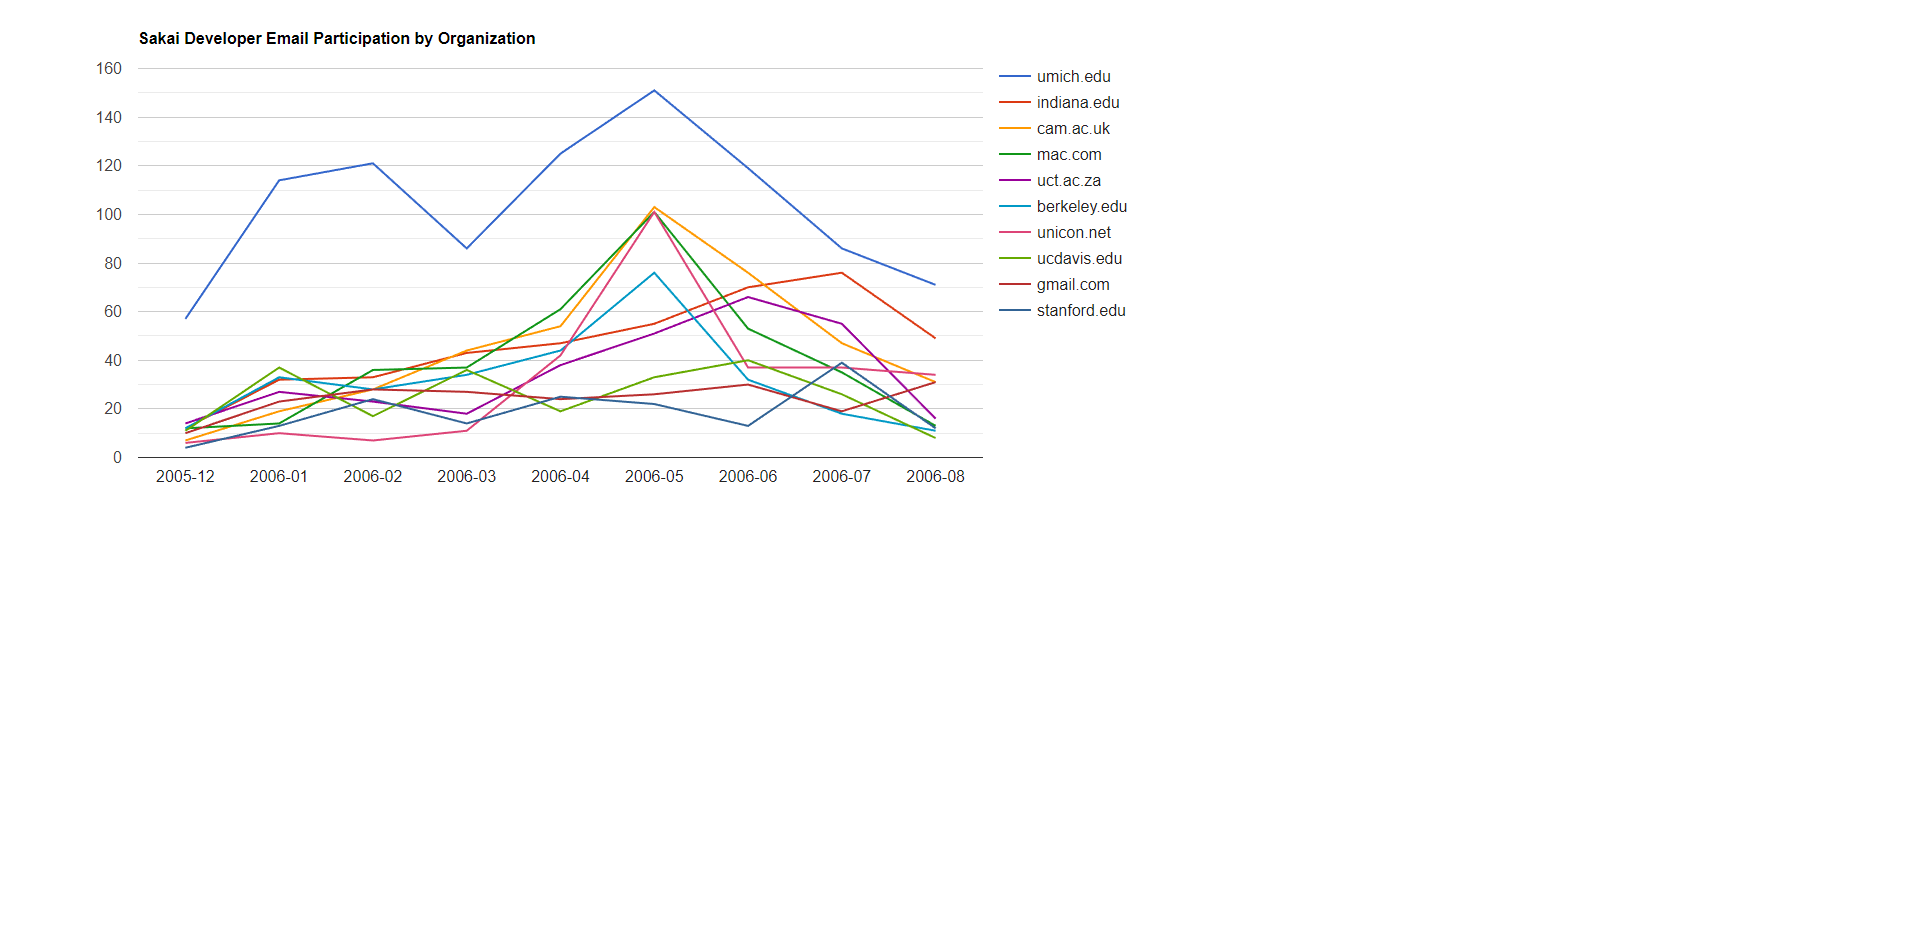 Sakai Developer Email Participation by Organization
160
140
120
100
80
60
40
20
0
2005-12 2006-01 2006-02 2006-03 2006-04 2006-05 2006-06 2006-07 2006-08
umich.edu
indiana.edu
cam.ac.uk
mac.com
uct.ac.za
berkeley.edu
unicon.net
ucdavis.edu
gmail.com
stanford.edu